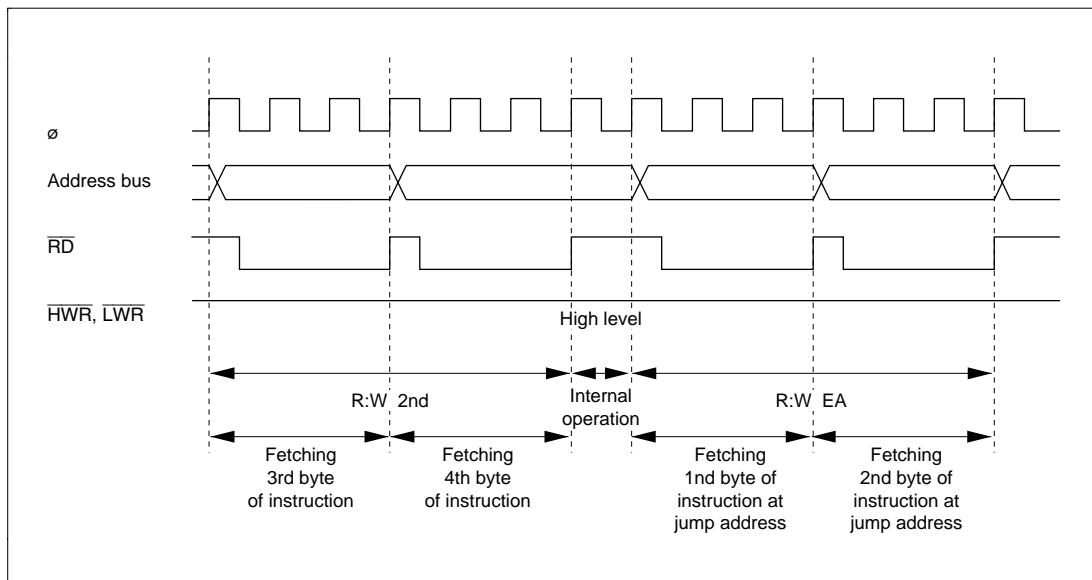 ø
Address bus
RD
HWR, LWR
High level
R:W 2nd
Internal
operation
R:W EA
Fetching
3rd byte
of instruction
Fetching
4th byte
of instruction
Fetching
1nd byte of
instruction at
jump address
Fetching
2nd byte of
instruction at
jump address